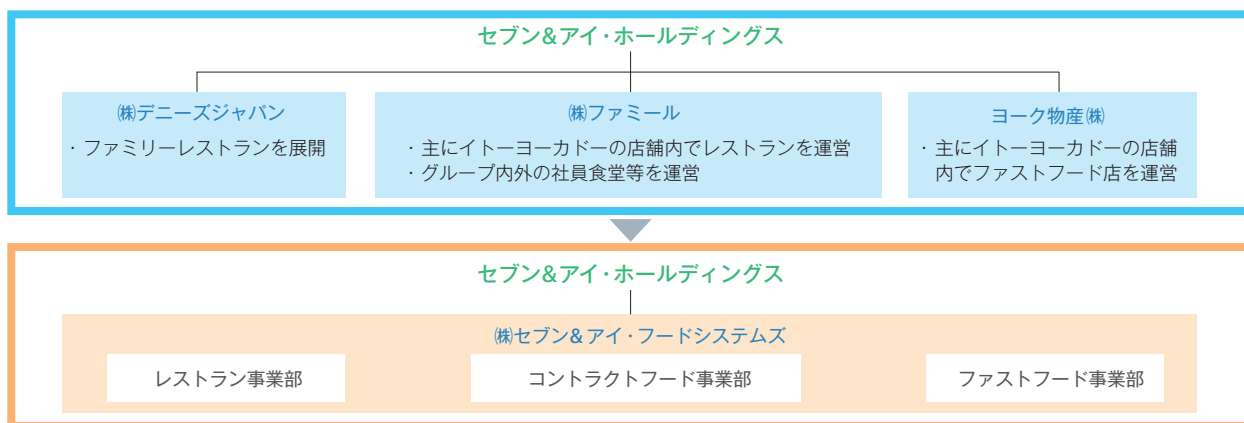 セブン&アイ・ホールディングス
㈱デニーズジャパン
・ファミリーレストランを展開
㈱ファミール
・主にイトーヨーカドーの店舗内でレストランを運営
・グループ内外の社員食堂等を運営
ヨーク物産㈱
・主にイトーヨーカドーの店舗
内でファストフード店を運営
セブン&アイ・ホールディングス
㈱セブン&アイ・フードシステムズ
レストラン事業部
コントラクトフード事業部
ファストフード事業部